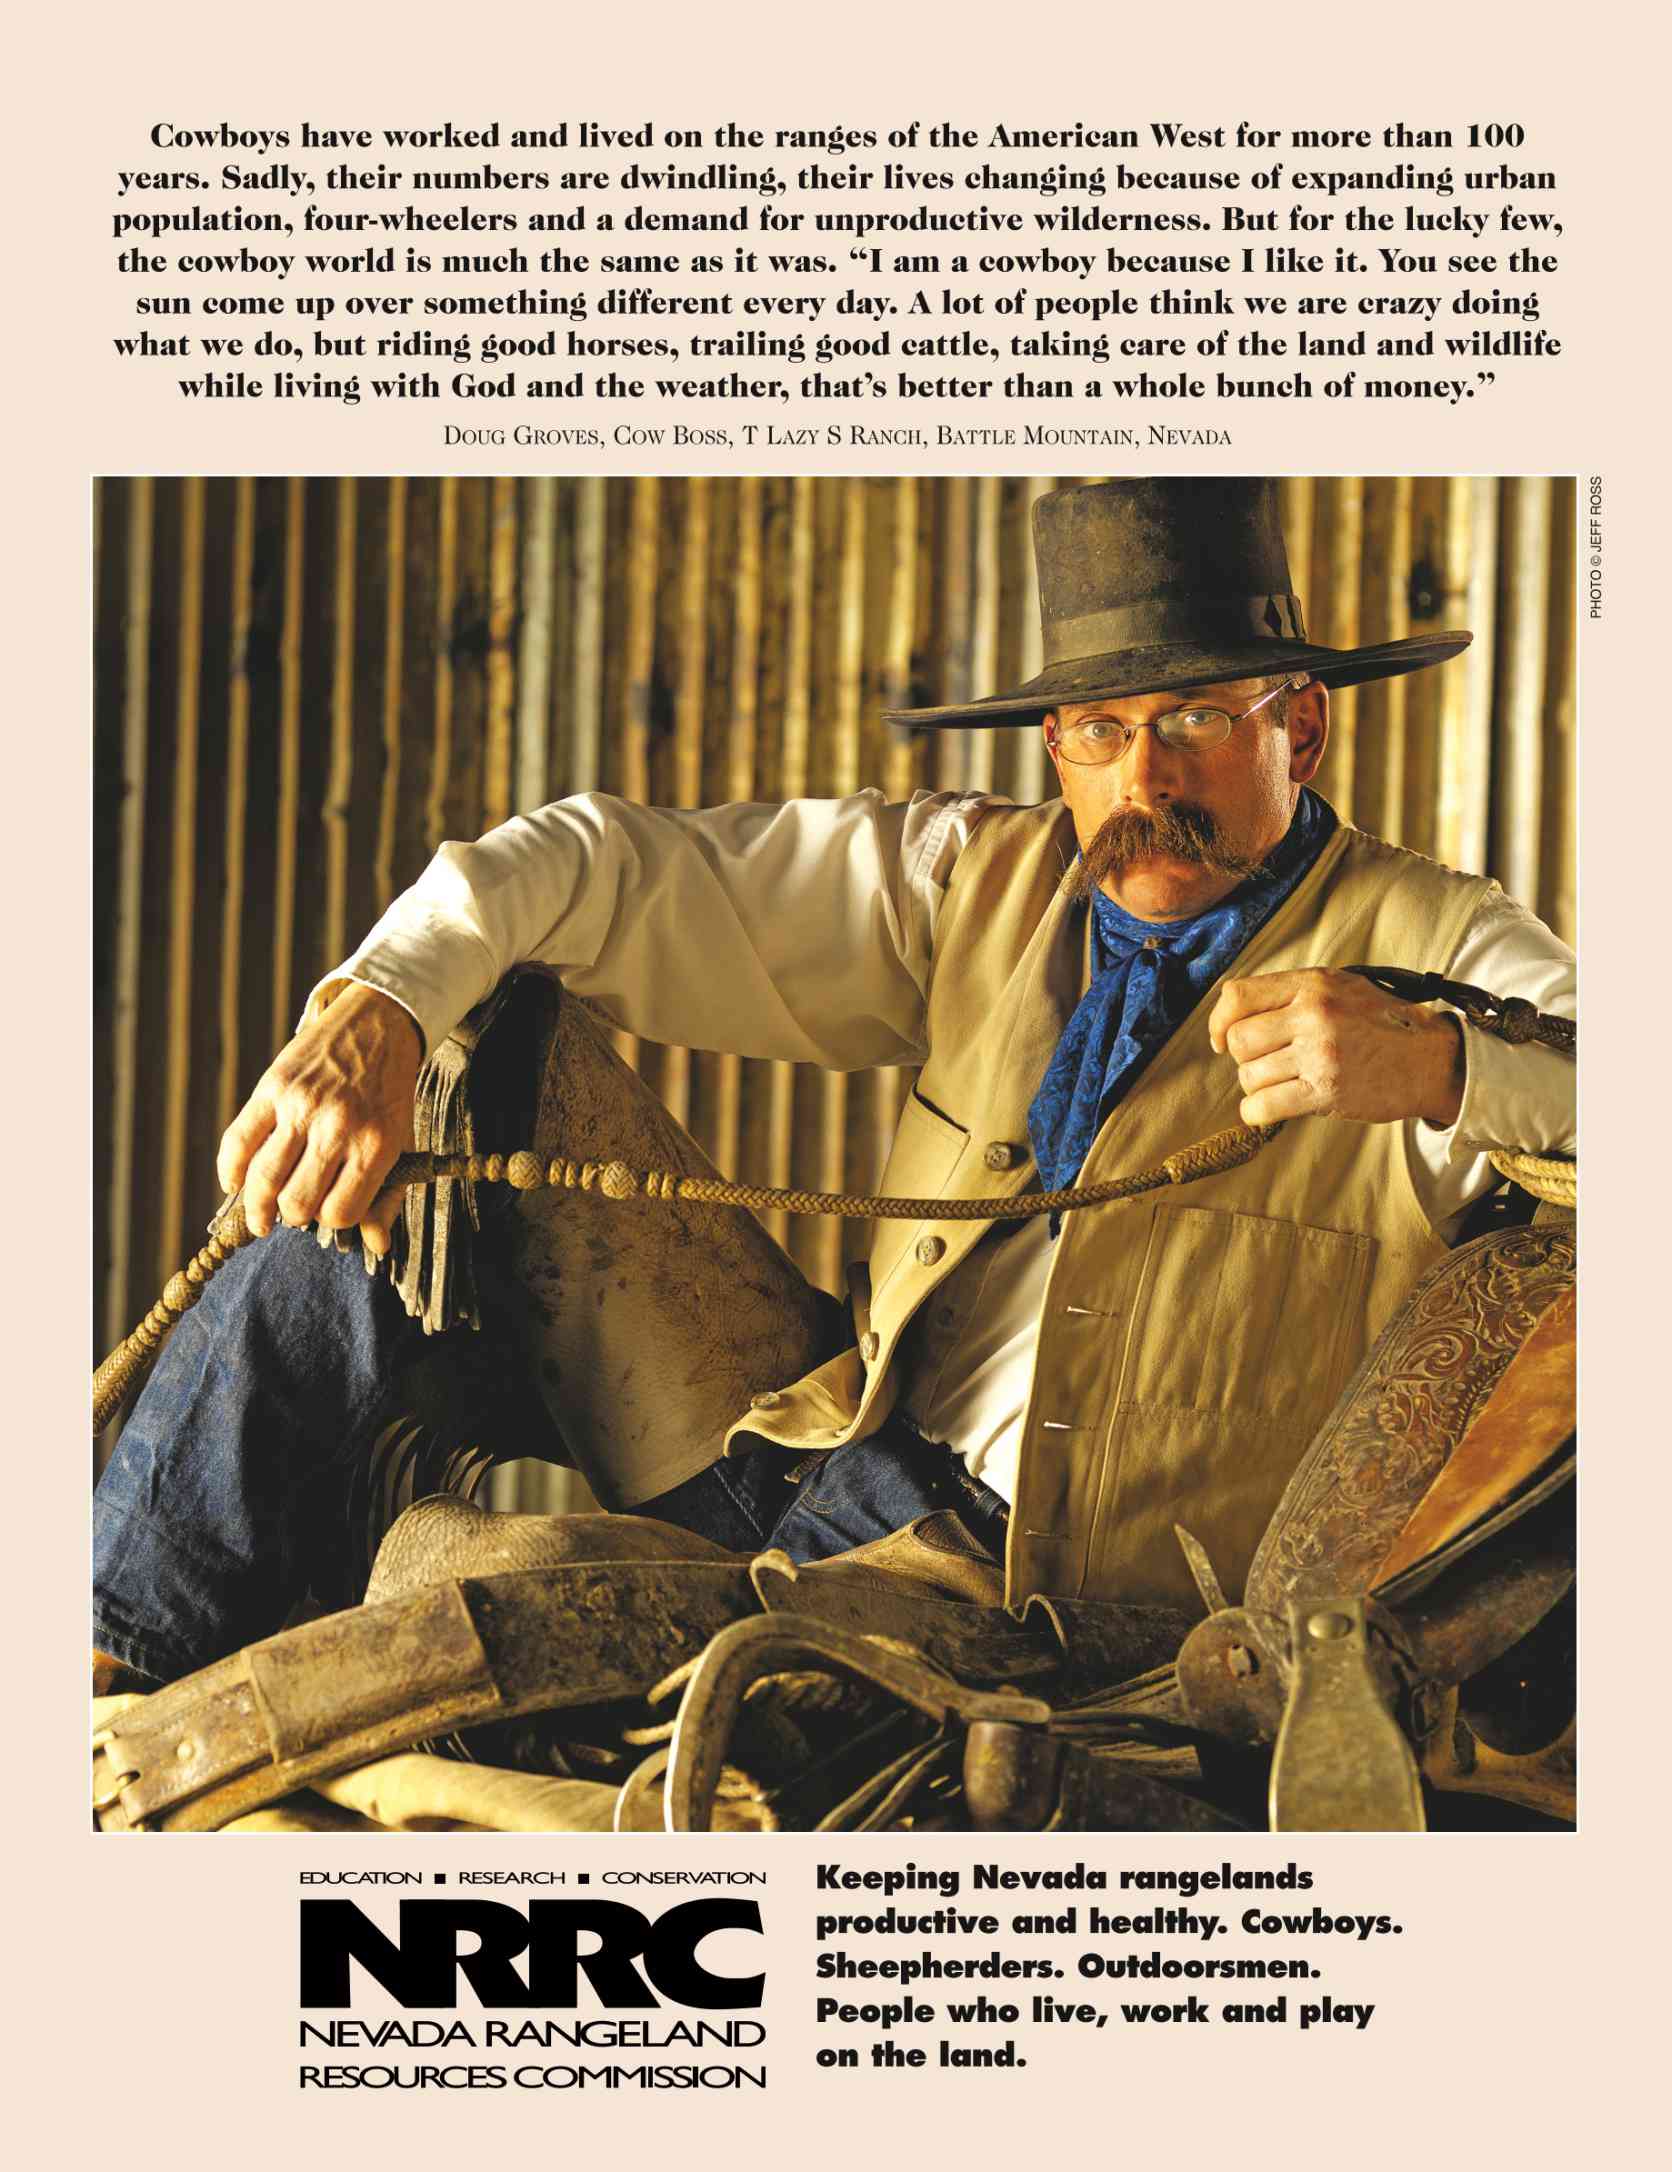 Cowboys have worked and lived on the ranges of the American West for more than 100
years. Sadly, their numbers are dwindling, their lives changing because of expanding urban
population, four-wheelers and a demand for unproductive wilderness. But for the lucky few,
the cowboy world is much the same as it was. “I am a cowboy because I like it. You see the
sun come up over something different every day. A lot of people think we are crazy doing
what we do, but riding good horses, trailing good cattle, taking care of the land and wildlife
while living with God and the weather, that’s better than a whole bunch of money.”
Doug Groves, Cow Boss, T Lazy S Ranch, Battle Mountain, Nevada
PHOTO © JEFF ROSS
EDUCATION ■ RESEARCH ■ CONSERVATION
NRRC
NEVADA RANGELAND
RESOURCES COMMISSION
Keeping Nevada rangelands
productive and healthy. Cowboys.
Sheepherders. Outdoorsmen.
People who live, work and play
on the land.